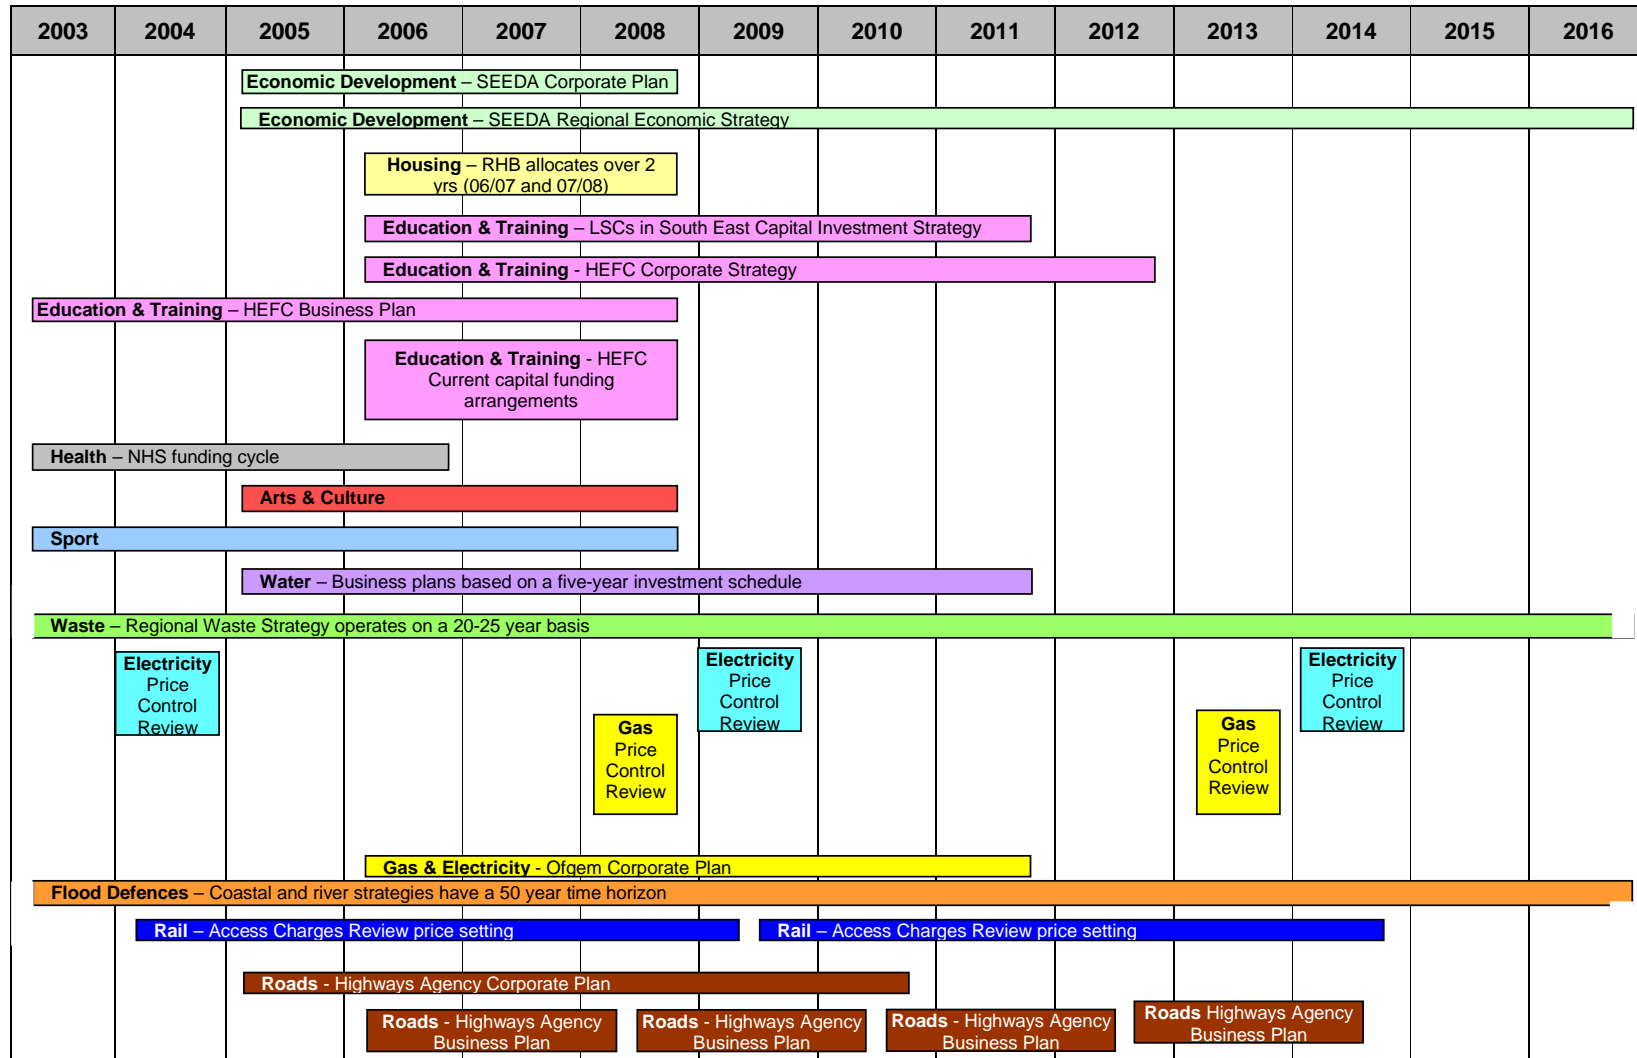 2003 2004 2005 2006 2007 2008 2009 2010 2011 2012 2013 2014 2015 2016
Economic Development – SEEDA Corporate Plan
Economic Development – SEEDA Regional Economic Strategy
Housing – RHB allocates over 2
yrs (06/07 and 07/08)
Education & Training – LSCs in South East Capital Investment Strategy
Education & Training - HEFC Corporate Strategy
Education & Training – HEFC Business Plan
Education & Training - HEFC
Current capital funding
arrangements
Health – NHS funding cycle
Arts & Culture
Sport
Water – Business plans based on a five-year investment schedule
Waste – Regional Waste Strategy operates on a 20-25 year basis
Electricity
Price
Control
Review
Electricity
Price
Control
Review
Electricity
Price
Control
Review
Gas
Price
Control
Review
Gas
Price
Control
Review
Gas & Electricity - Ofgem Corporate Plan
Flood Defences – Coastal and river strategies have a 50 year time horizon
Rail – Access Charges Review price setting
Rail – Access Charges Review price setting
Roads - Highways Agency Corporate Plan
Roads - Highways Agency
Business Plan
Roads - Highways Agency
Business Plan
Roads - Highways Agency
Business Plan
Roads Highways Agency
Business Plan